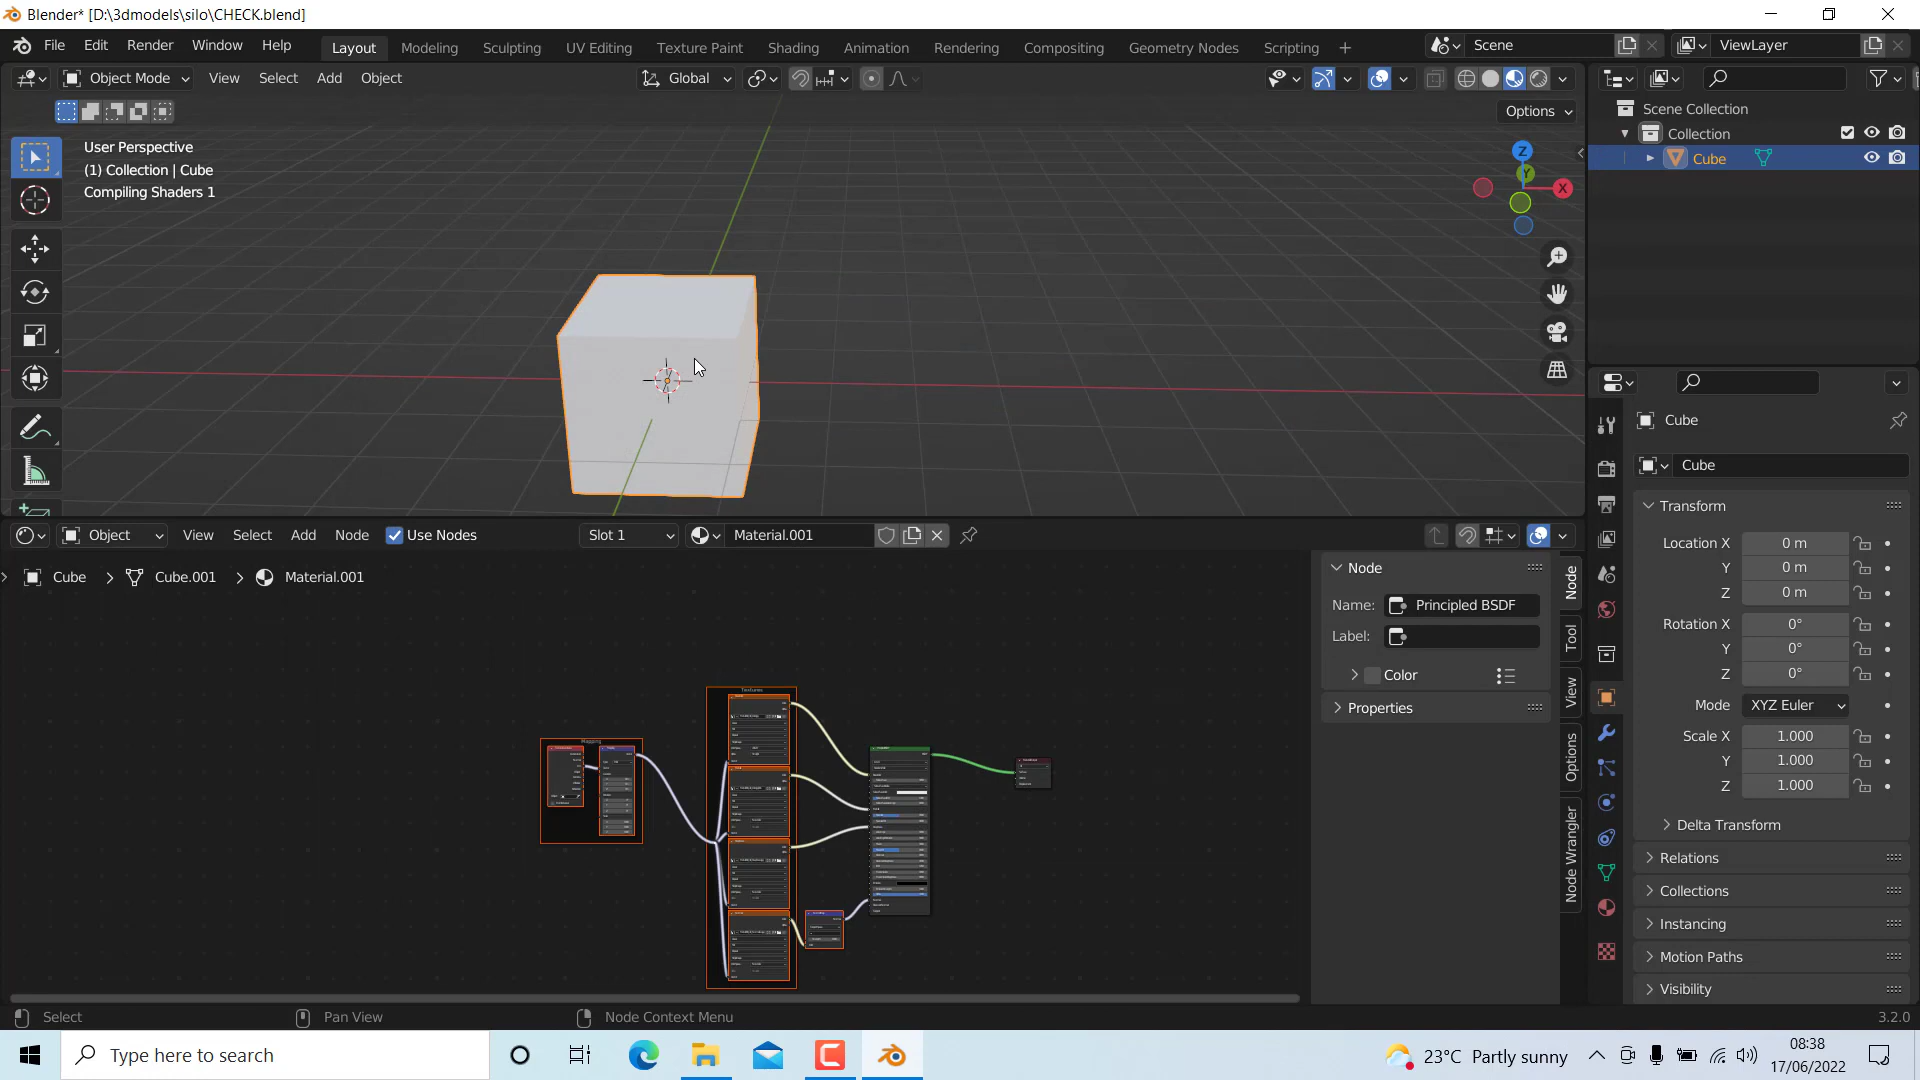 Blender* [D:\3dmodels\silo\CHECK.blend]
File Edit Render Window Help Layout Modeling Sculpting UV Editing Texture Paint Shading Animation Rendering Compositing Geometry Nodes Scripting + Scene ViewLayer
Object Mode View Select Add Object Global
Options
Scene Collection
Collection
Cube
User Perspective
(1) Collection | Cube
Compiling Shaders 1
Z
Y
X
Cube
Cube
Transform
Location X 0 m
Y 0 m
Z 0 m
Rotation X 0°
Y 0°
Z 0°
Mode XYZ Euler
Scale X 1.000
Y 1.000
Z 1.000
Delta Transform
Relations
Collections
Instancing
Motion Paths
Visibility
Object View Select Add Node Use Nodes Slot 1 Material.001
Cube > Cube.001 > Material.001
Mapping
Textures
Node
Name: Principled BSDF
Label:
Color
Properties
Node
Tool
View
Options
Node Wrangler
Select Pan View Node Context Menu 3.2.0
Type here to search
23°C Partly sunny
08:38
17/06/2022